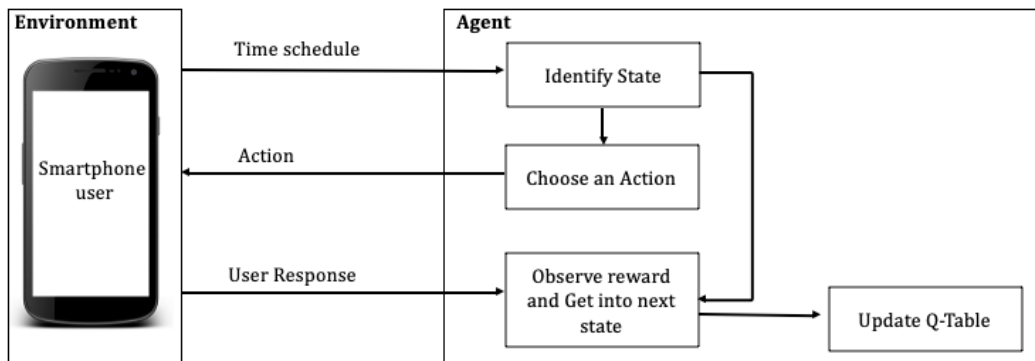 Environment
Agent
Time schedule
Identify State
Action
Smartphone
user
Choose an Action
User Response
Observe reward
and Get into next
state
Update Q-Table